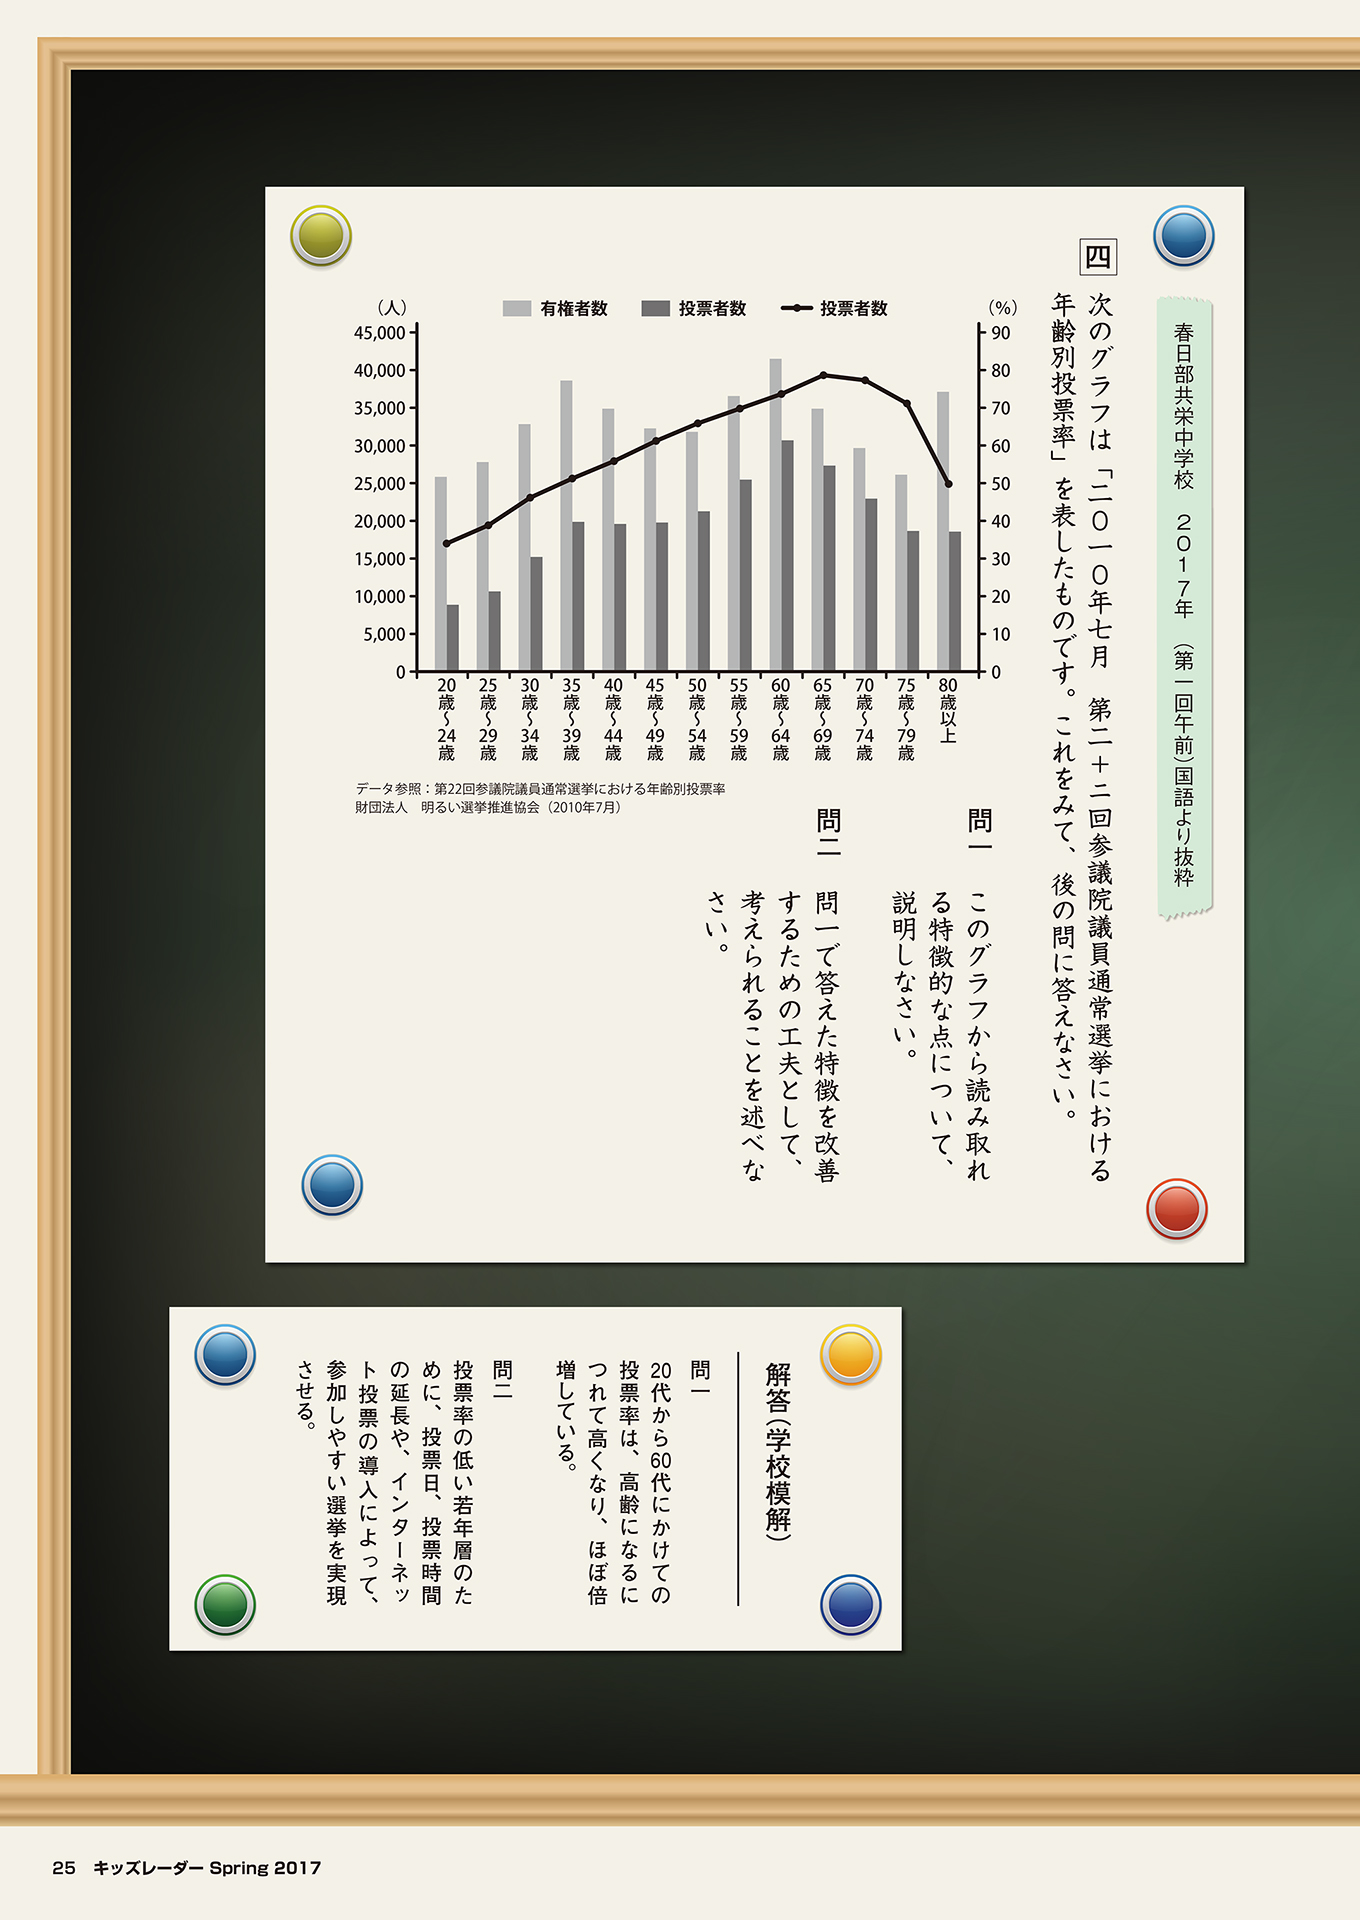 春日部共栄中学校　２０１７年　（第一回午前）国語より抜粋
四
次のグラフは「二〇一〇年七月　第二十二回参議院議員通常選挙における
年齢別投票率」を表したものです。これをみて、後の問に答えなさい。
（人）
有権者数
投票者数
投票者数
（%）
45,000
40,000
35,000
30,000
25,000
20,000
15,000
10,000
5,000
0
90
80
70
60
50
40
30
20
10
0
20歳〜24歳
25歳〜29歳
30歳〜34歳
35歳〜39歳
40歳〜44歳
45歳〜49歳
50歳〜54歳
55歳〜59歳
60歳〜64歳
65歳〜69歳
70歳〜74歳
75歳〜79歳
80歳以上
データ参照：第22回参議院議員通常選挙における年齢別投票率
財団法人　明るい選挙推進協会（2010年7月）
問一　このグラフから読み取れ
る特徴的な点について、
説明しなさい。
問二　問一で答えた特徴を改善
するための工夫として、
考えられることを述べな
さい。
解答（学校模解）
問一
20代から60代にかけての
投票率は、高齢になるに
つれて高くなり、ほぼ倍
増している。
問二
投票率の低い若年層のた
めに、投票日、投票時間
の延長や、インターネッ
ト投票の導入によって、
参加しやすい選挙を実現
させる。
25　キッズレーダー Spring 2017